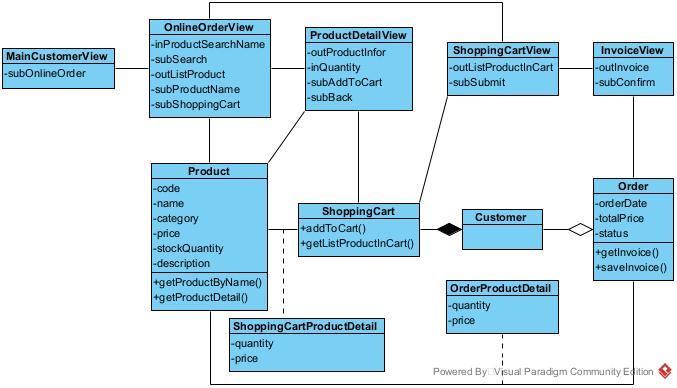 MainCustomerView
-subOnlineOrder
OnlineOrderView
-inProductSearchName
-subSearch
-outListProduct
-subProductName
-subShoppingCart
ProductDetailView
-outProductInfor
-inQuantity
-subAddToCart
-subBack
ShoppingCartView
-outListProductInCart
-subSubmit
InvoiceView
-outInvoice
-subConfirm
Product
-code
-name
-category
-price
-stockQuantity
-description
+getProductByName()
+getProductDetail()
ShoppingCart
+addToCart()
+getListProductInCart()
Customer
Order
-orderDate
-totalPrice
-status
+getInvoice()
+saveInvoice()
ShoppingCartProductDetail
-quantity
-price
OrderProductDetail
-quantity
-price
Powered By Visual Paradigm Community Edition